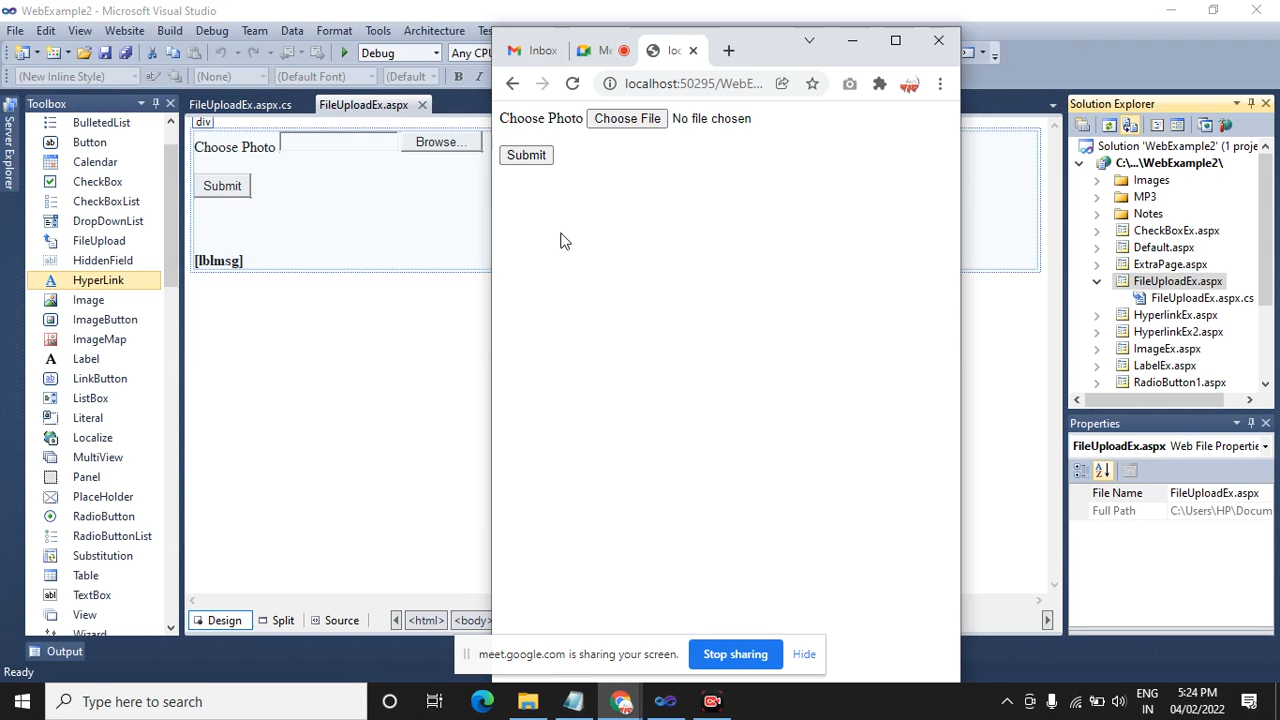 WebExample2 - Microsoft Visual Studio
File Edit View Website Build Debug Team Data Format Tools Architecture
Debug Any CPU
(New Inline Style) (None) (Default Font) (Default B I
Server Explorer
Toolbox
BulletedList
Button
Calendar
CheckBox
CheckBoxList
DropDownList
FileUpload
HiddenField
HyperLink
Image
ImageButton
ImageMap
Label
LinkButton
ListBox
Literal
Localize
MultiView
Panel
PlaceHolder
RadioButton
RadioButtonList
Substitution
Table
TextBox
View
Wizard
Output
Ready
FileUploadEx.aspx.cs FileUploadEx.aspx
div
Choose Photo Browse...
Submit
[lblmsg]
Design Split Source <html> <body>
Inbox Me loc
localhost:50295/WebE...
Choose Photo Choose File No file chosen
Submit
meet.google.com is sharing your screen. Stop sharing Hide
Solution Explorer
Solution 'WebExample2' (1 proje
C:\...\WebExample2\
Images
MP3
Notes
CheckBoxEx.aspx
Default.aspx
ExtraPage.aspx
FileUploadEx.aspx
FileUploadEx.aspx.cs
HyperlinkEx.aspx
HyperlinkEx2.aspx
ImageEx.aspx
LabelEx.aspx
RadioButton1.aspx
Properties
FileUploadEx.aspx Web File Propertie
File Name FileUploadEx.aspx
Full Path C:\Users\HP\Docum
Type here to search
ENG
IN
5:24 PM
04/02/2022